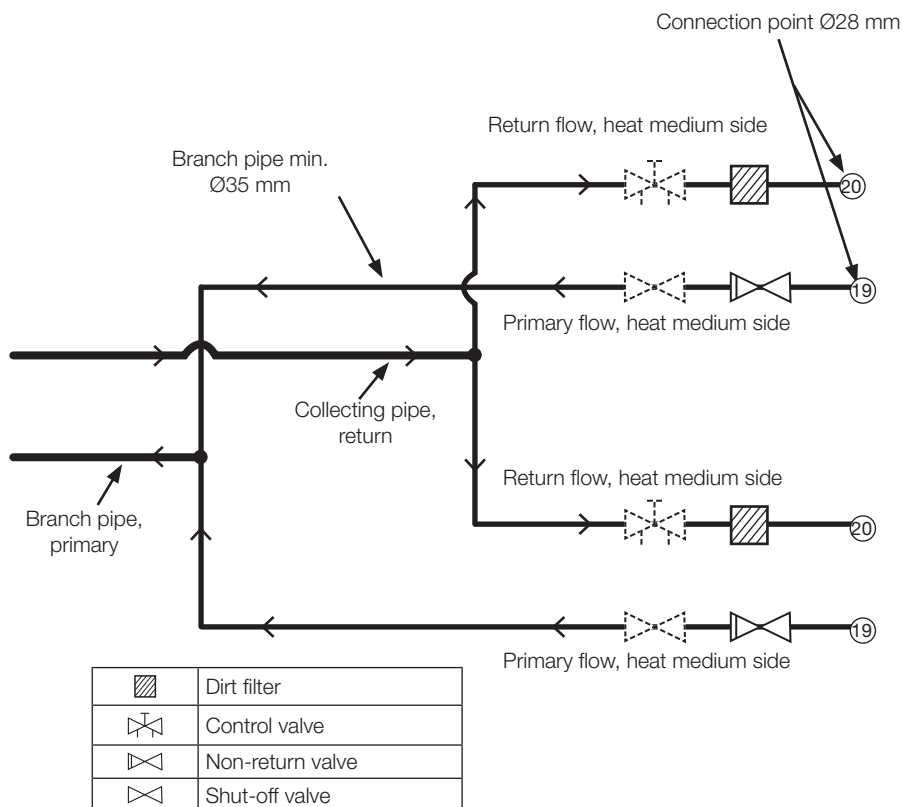 Connection point Ø28 mm
Return flow, heat medium side
Branch pipe min.
Ø35 mm
20
19
Primary flow, heat medium side
Collecting pipe,
return
Return flow, heat medium side
Branch pipe,
primary
20
19
Primary flow, heat medium side
Dirt filter
Control valve
Non-return valve
Shut-off valve